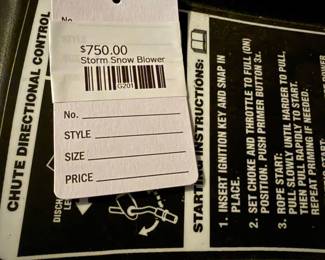 No.
$750.00
Storm Snow Blower
G201
No.
STYLE
SIZE
PRICE
CHUTE DIRECTIONAL CONTROL
DISCH
LE
STARTING INSTRUCTIONS:
1. INSERT IGNITION KEY AND SNAP IN
PLACE.
2. SET CHOKE AND THROTTLE TO FULL (ON)
POSITION. PUSH PRIMER BUTTON 3x.
3. ROPE START:
PULL SLOWLY UNTIL HARDER TO PULL,
THEN PULL RAPIDLY TO START.
REPEAT PRIMING IF NEEDED.